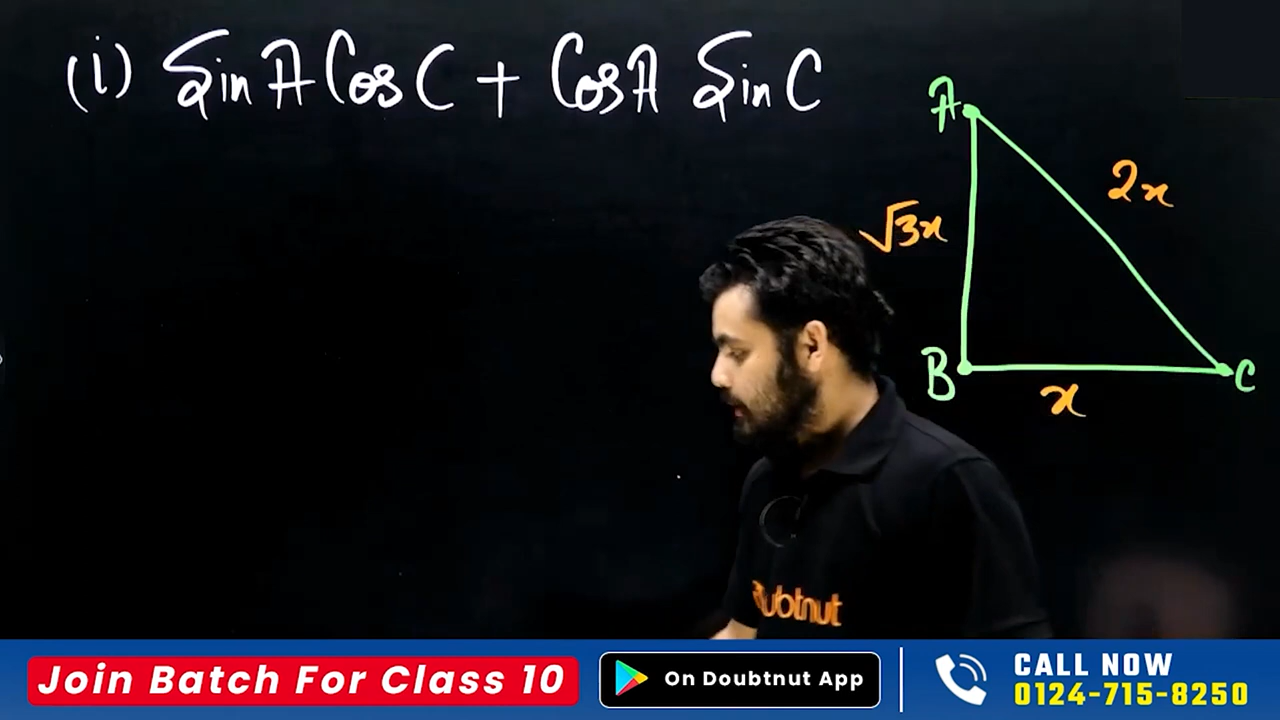 (i) Sin A Cos C + Cos A Sin C
A
2x
√3x
B
C
x
Doubtnut
Join Batch For Class 10
On Doubtnut App
CALL NOW
0124-715-8250